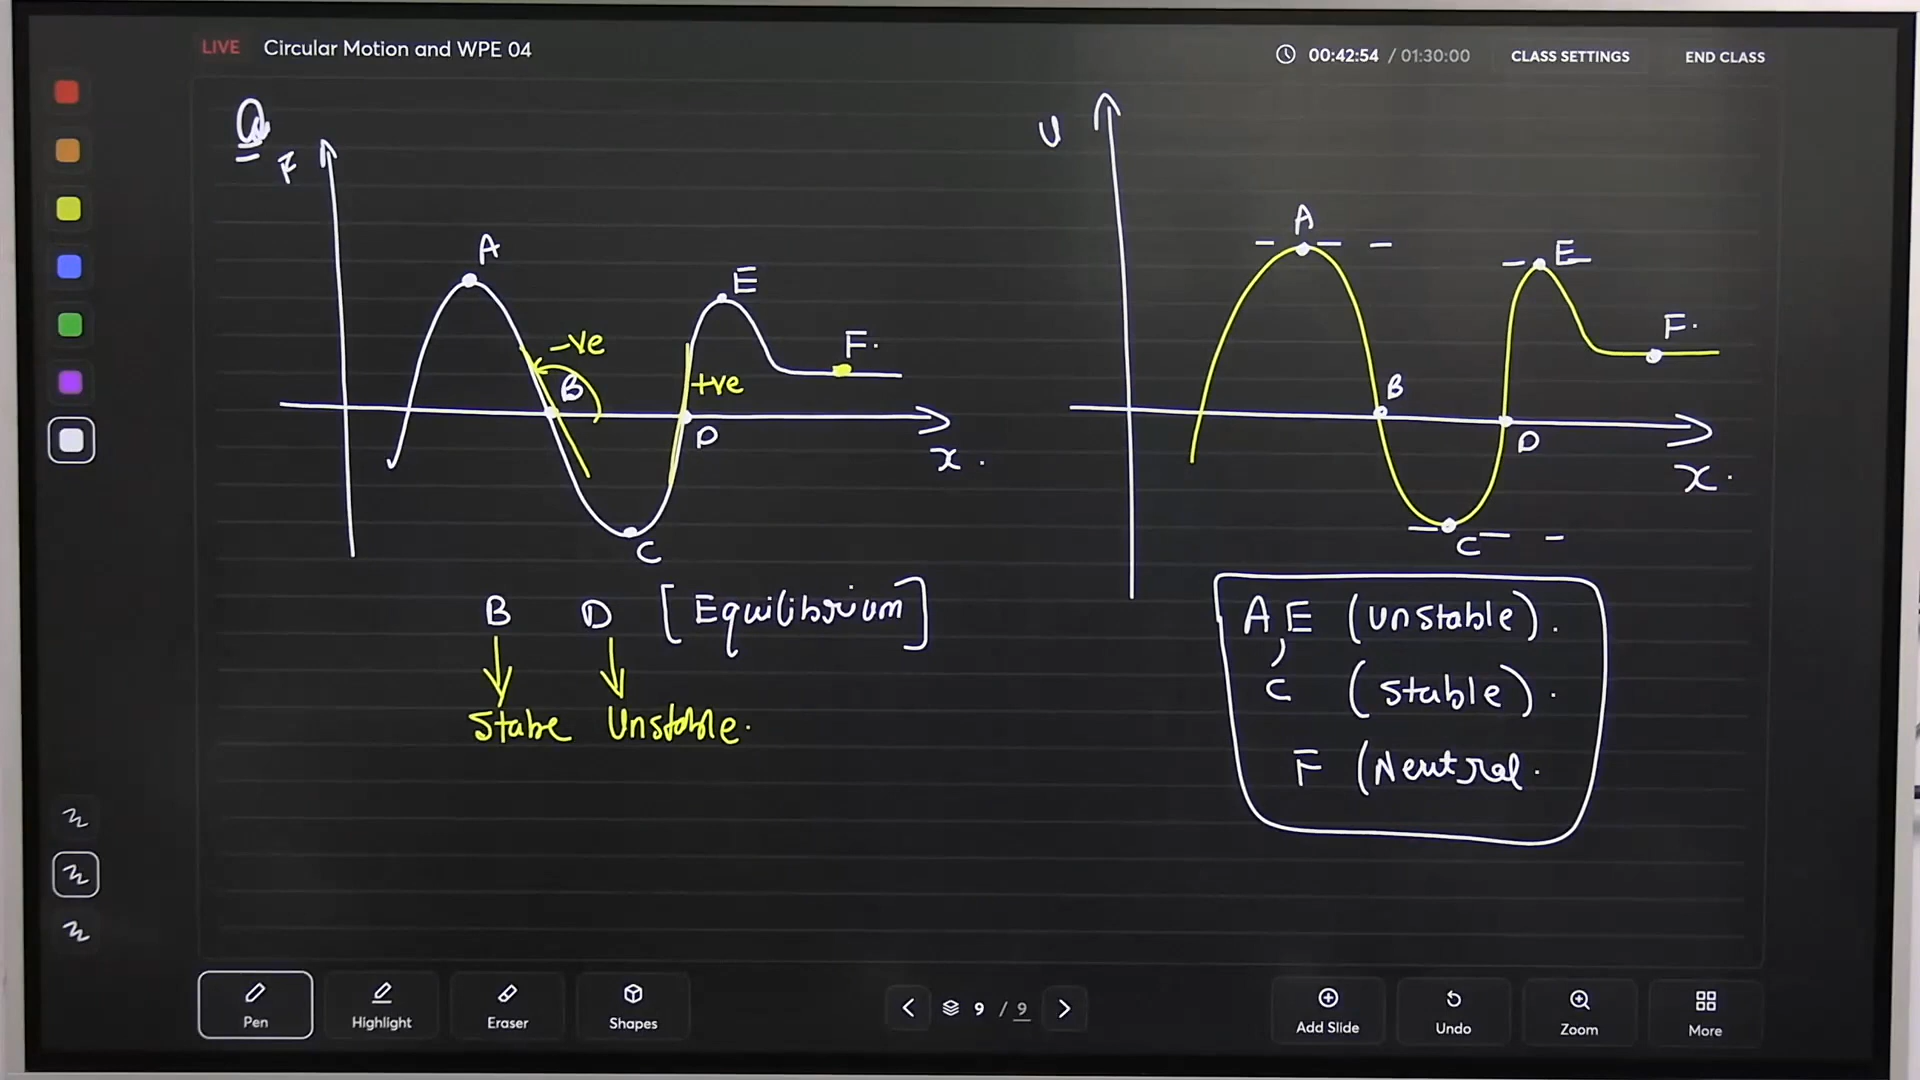 LIVE Circular Motion and WPE 04
00:42:54 / 01:30:00 CLASS SETTINGS END CLASS
Q
F
A
E
F.
-ve
B
+ve
D
x.
C
U
A
E
F.
B
D
x.
C
B D [Equilibrium]
Stabe Unstable.
A, E (Unstable).
C (Stable).
F (Neutral.
Pen Highlight Eraser Shapes
9 / 9
Add Slide Undo Zoom More